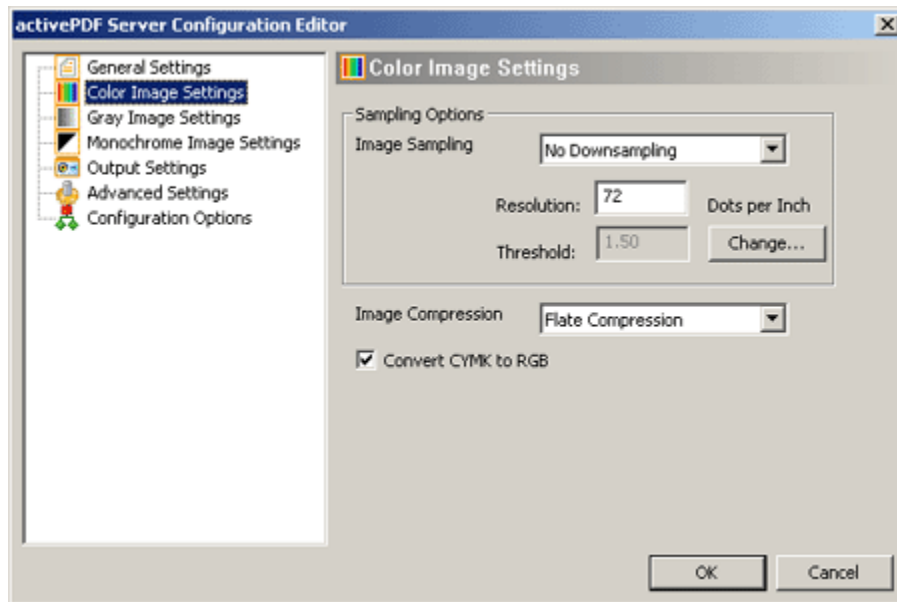 activePDF Server Configuration Editor
General Settings
Color Image Settings
Gray Image Settings
Monochrome Image Settings
Output Settings
Advanced Settings
Configuration Options
Color Image Settings
Sampling Options
Image Sampling No Downsampling
Resolution: 72 Dots per Inch
Threshold: 1.50 Change...
Image Compression Flate Compression
Convert CYMK to RGB
OK Cancel